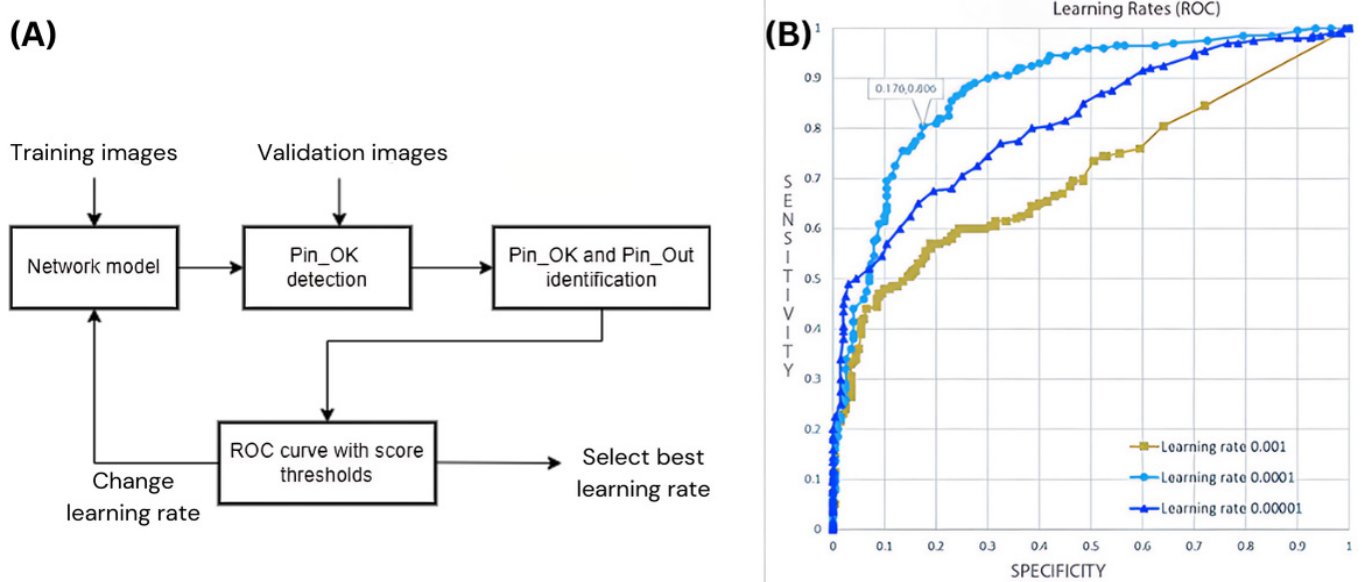 (A)
Training images
Validation images
Network model
Pin_OK
detection
Pin_OK and Pin_Out
identification
ROC curve with score
thresholds
Change
learning rate
Select best
learning rate
(B)
Learning Rates (ROC)
SENSITIVITY
1
0.9
0.8
0.7
0.6
0.5
0.4
0.3
0.2
0.1
0
0.176,0.806
Learning rate 0.001
Learning rate 0.0001
Learning rate 0.00001
0 0.1 0.2 0.3 0.4 0.5 0.6 0.7 0.8 0.9 1
SPECIFICITY